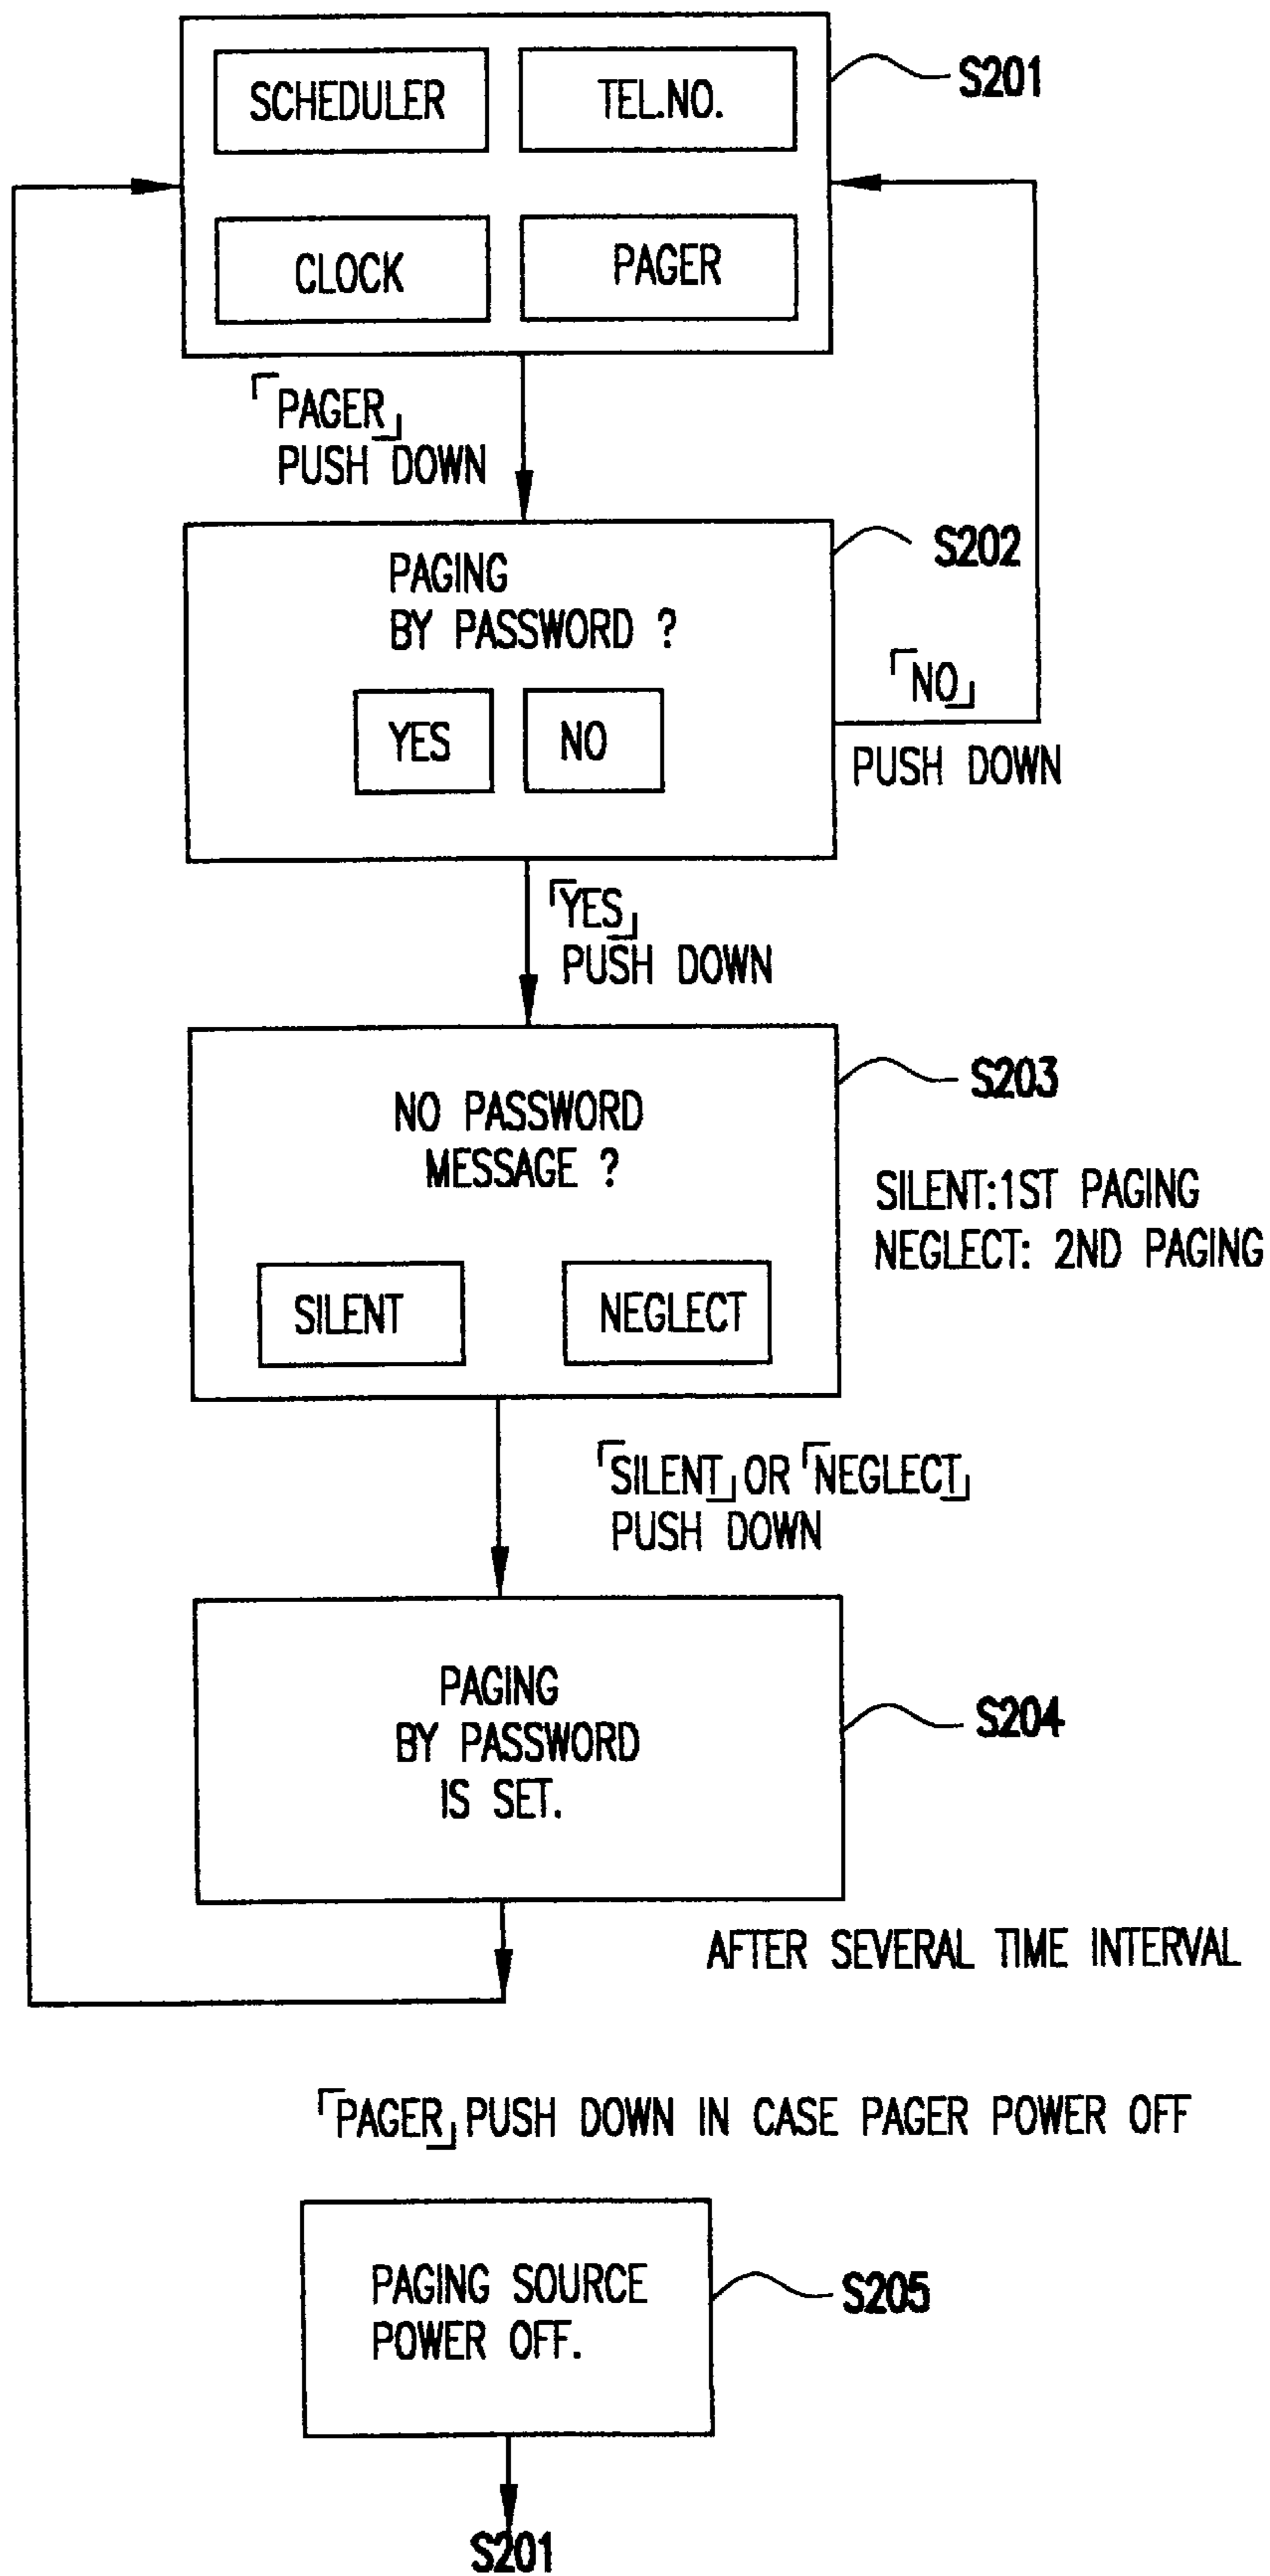 SCHEDULER TEL.NO. S201
CLOCK PAGER
「PAGER」
PUSH DOWN
S202
PAGING
BY PASSWORD ?
YES NO
「NO」
PUSH DOWN
「YES」
PUSH DOWN
S203
NO PASSWORD
MESSAGE ?
SILENT:1ST PAGING
NEGLECT: 2ND PAGING
SILENT NEGLECT
「SILENT」OR「NEGLECT」
PUSH DOWN
PAGING
BY PASSWORD
IS SET.
S204
AFTER SEVERAL TIME INTERVAL
「PAGER」PUSH DOWN IN CASE PAGER POWER OFF
PAGING SOURCE
POWER OFF.
S205
S201